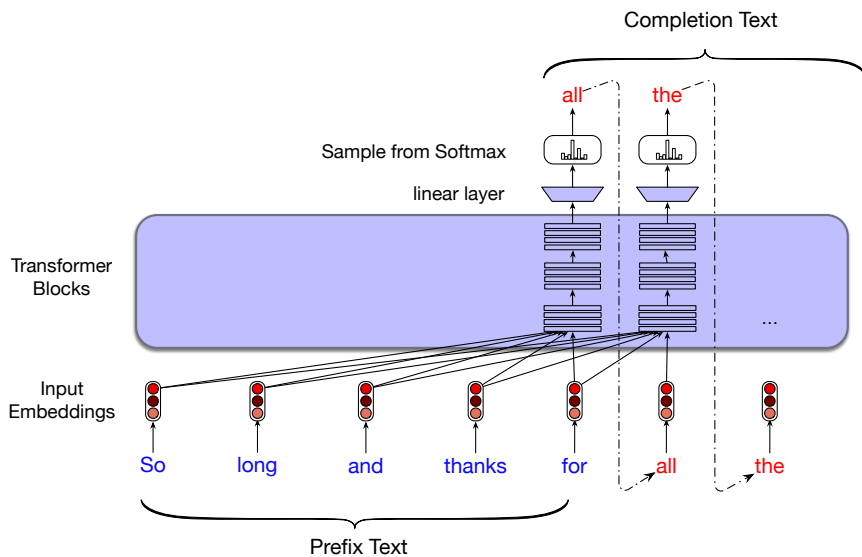 Completion Text
all the
Sample from Softmax
linear layer
Transformer
Blocks
...
Input
Embeddings
So long and thanks for all the
Prefix Text